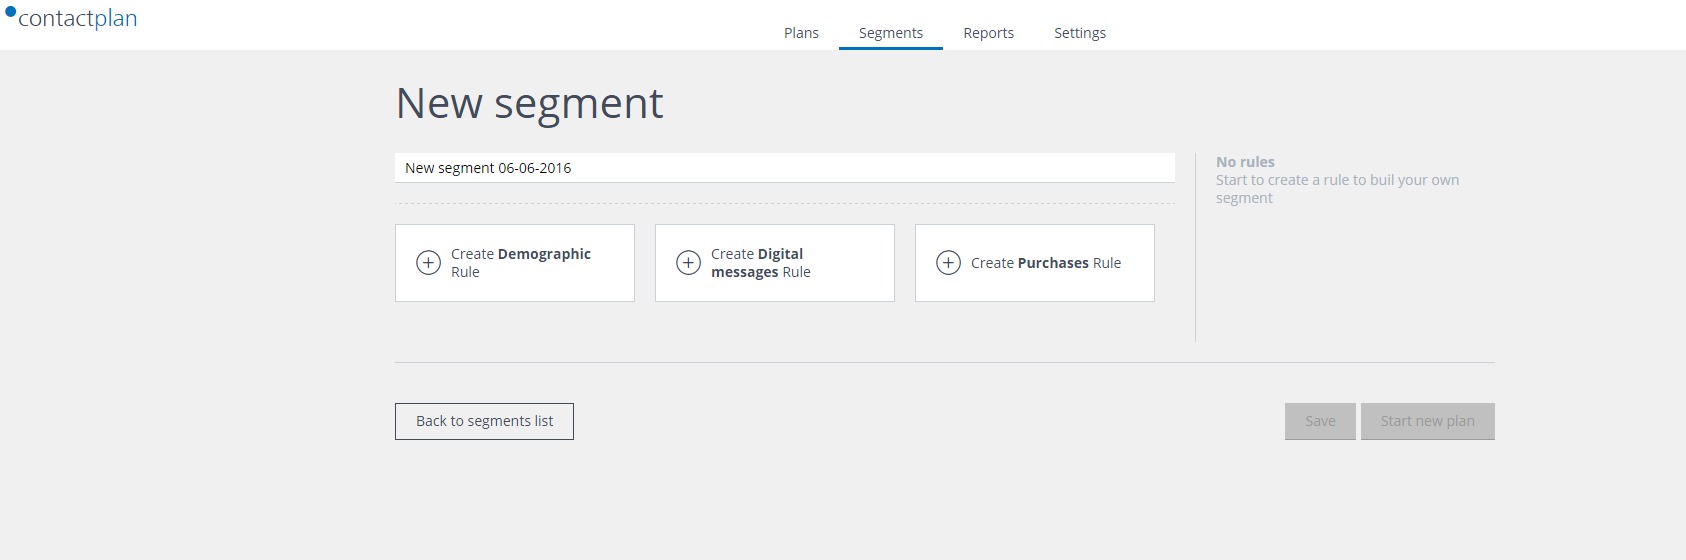 contactplan
Plans Segments Reports Settings
New segment
New segment 06-06-2016
No rules
Start to create a rule to buil your own
segment
Create Demographic
Rule
Create Digital
messages Rule
Create Purchases Rule
Back to segments list
Save
Start new plan